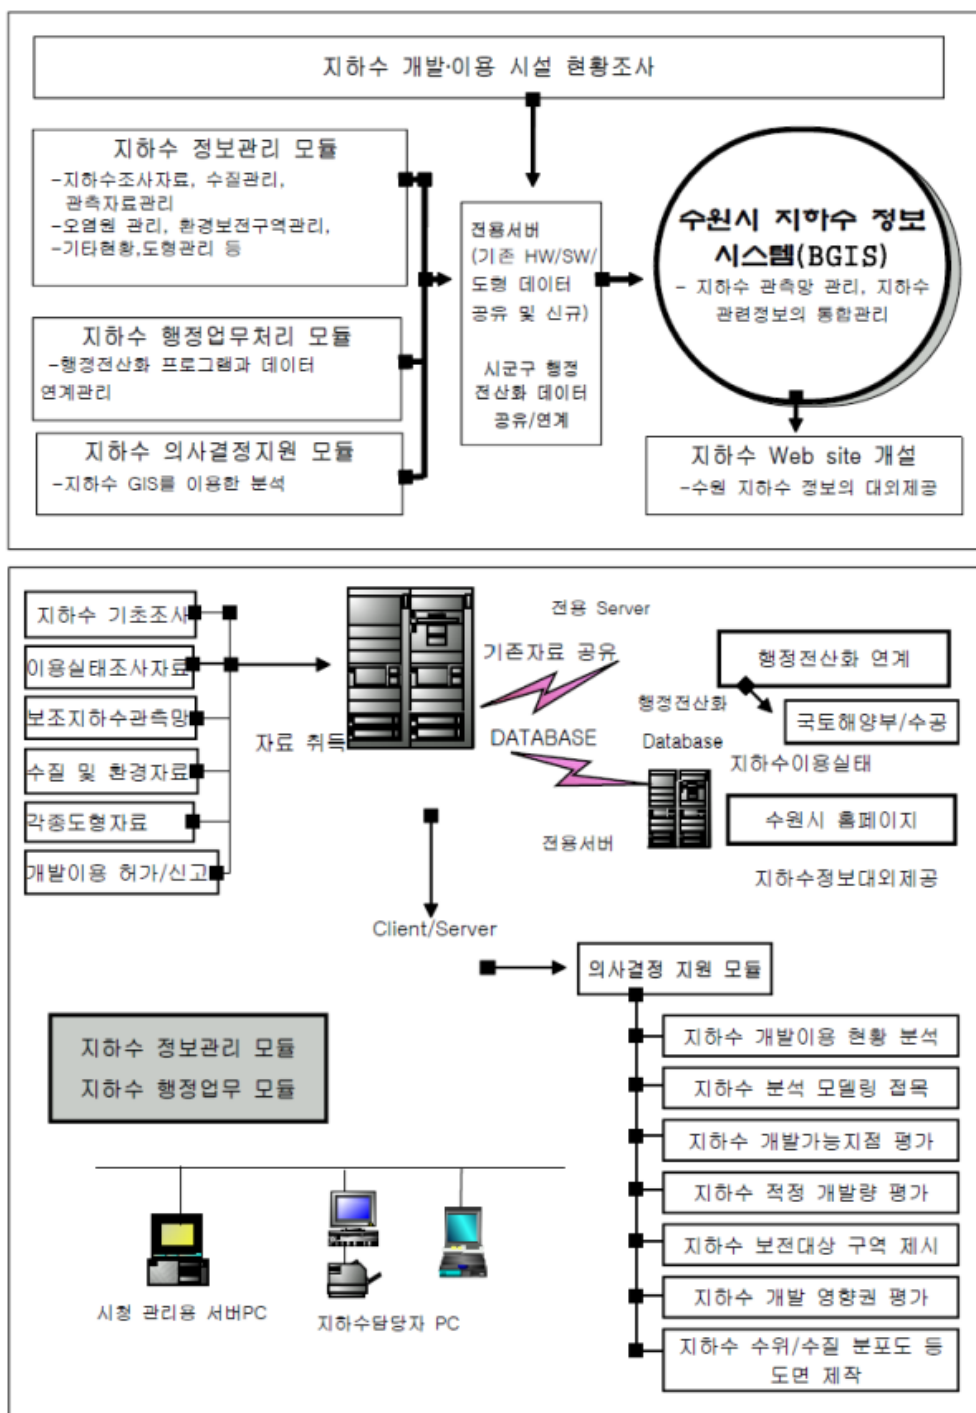 지하수 개발·이용 시설 현황조사
지하수 정보관리 모듈
-지하수조사자료, 수질관리,
관측자료관리
-오염원 관리, 환경보전구역관리,
-기타현황,도형관리 등
지하수 행정업무처리 모듈
-행정전산화 프로그램과 데이터
연계관리
지하수 의사결정지원 모듈
-지하수 GIS를 이용한 분석
전용서버
(기존 HW/SW/
도형 데이터
공유 및 신규)
시군구 행정
전산화 데이터
공유/연계
수원시 지하수 정보
시스템(BGIS)
- 지하수 관측망 관리, 지하수
관련정보의 통합관리
지하수 Web site 개설
-수원 지하수 정보의 대외제공
지하수 기초조사
이용실태조사자료
보조지하수관측망
수질 및 환경자료
각종도형자료
개발이용 허가/신고
자료 취득
전용 Server
기존자료 공유
DATABASE
행정전산화
Database
전용서버
행정전산화 연계
국토해양부/수공
지하수이용실태
수원시 홈페이지
지하수정보대외제공
Client/Server
의사결정 지원 모듈
지하수 개발이용 현황 분석
지하수 분석 모델링 접목
지하수 개발가능지점 평가
지하수 적정 개발량 평가
지하수 보전대상 구역 제시
지하수 개발 영향권 평가
지하수 수위/수질 분포도 등
도면 제작
지하수 정보관리 모듈
지하수 행정업무 모듈
시청 관리용 서버PC
지하수담당자 PC